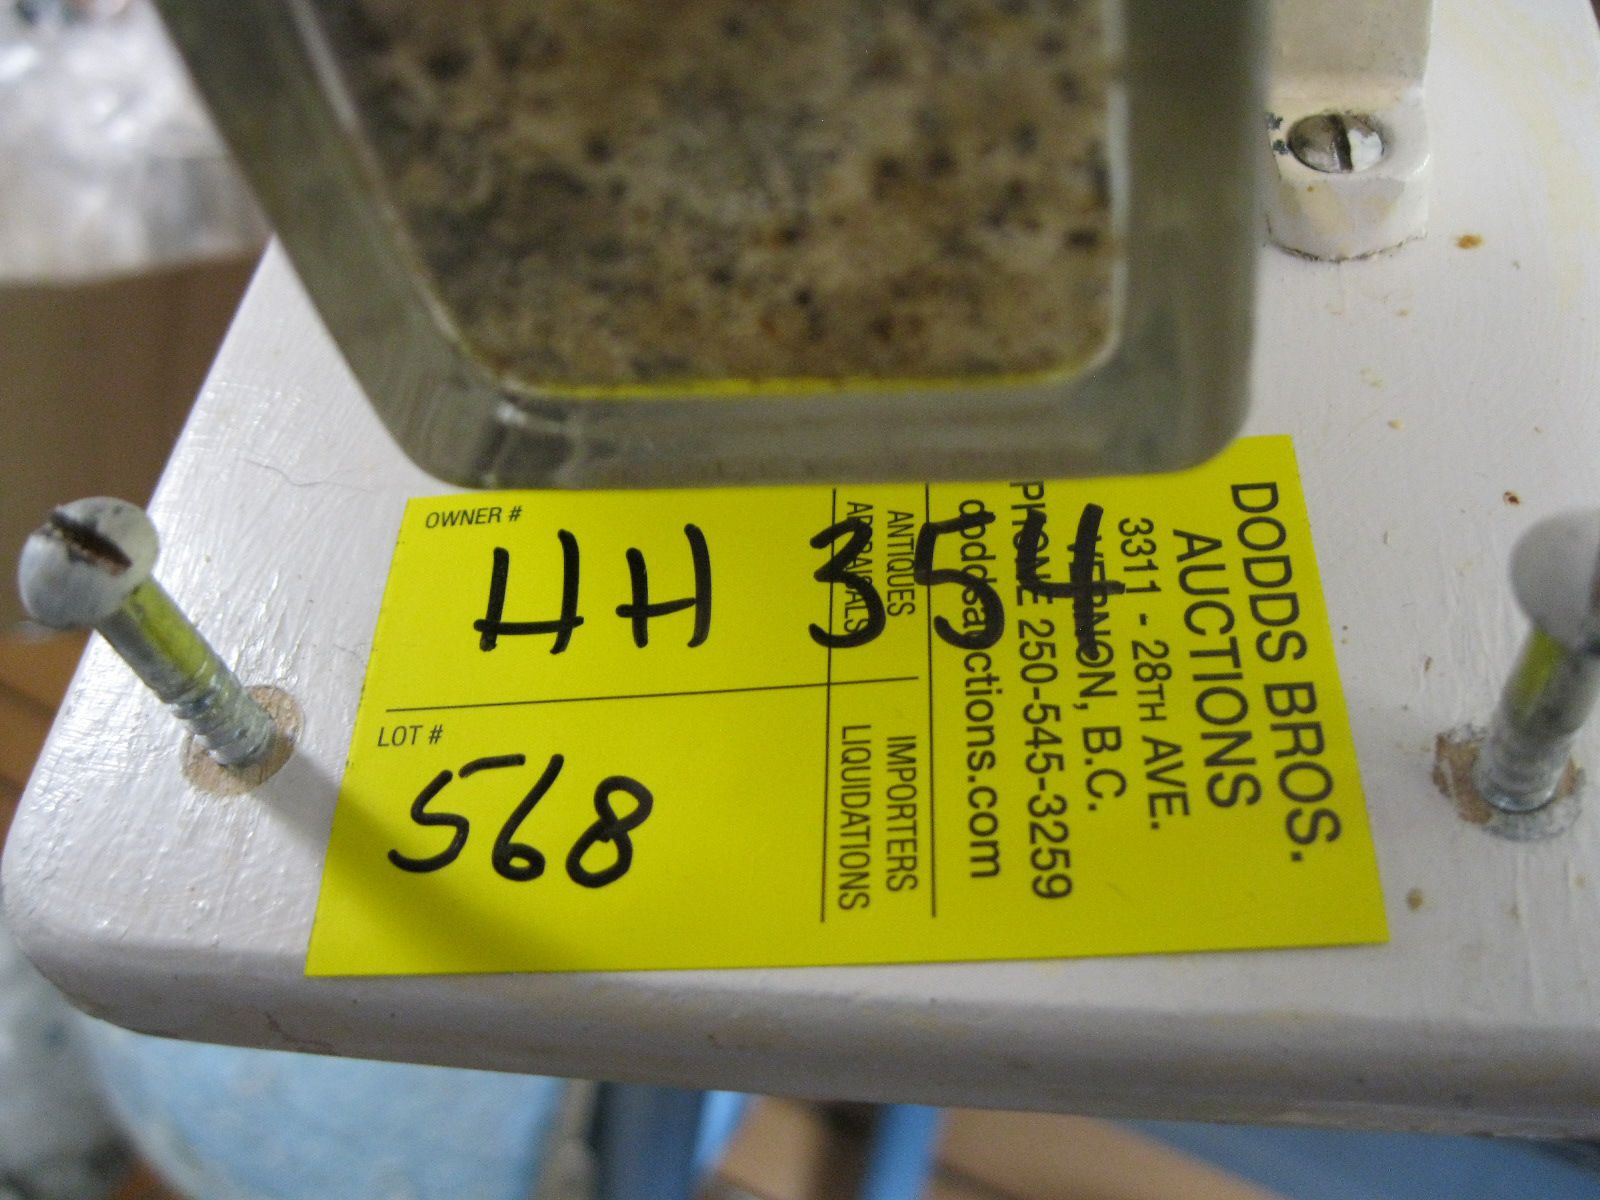 OWNER #
HH 354
LOT #
568
DODDS BROS.
AUCTIONS
3311 - 28TH AVE.
VERNON, B.C.
PHONE 250-545-3259
doddsauctions.com
ANTIQUES IMPORTERS
APPRAISALS LIQUIDATIONS